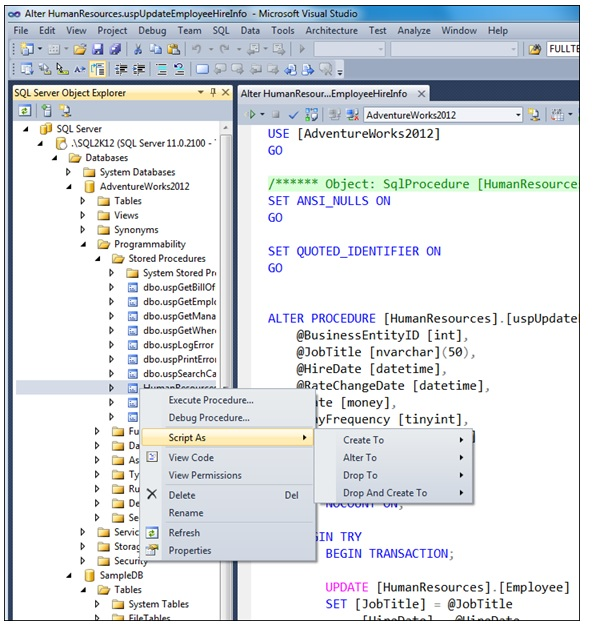 Alter HumanResources.uspUpdateEmployeeHireInfo - Microsoft Visual Studio
File Edit View Project Debug Team SQL Data Tools Architecture Test Analyze Window Help
FULLTE
SQL Server Object Explorer
Alter HumanResour...EmployeeHireInfo
AdventureWorks2012
SQL Server
.\SQL2K12 (SQL Server 11.0.2100 -
Databases
System Databases
AdventureWorks2012
Tables
Views
Synonyms
Programmability
Stored Procedures
System Stored Pr
dbo.uspGetBillOf
dbo.uspGetEmpl
dbo.uspGetMana
dbo.uspGetWher
dbo.uspLogError
dbo.uspPrintErro
dbo.uspSearchCa
HumanResource
Fu
Da
As
Ty
Ru
De
Se
Servic
Storag
Security
SampleDB
Tables
System Tables
FileTables
USE [AdventureWorks2012]
GO
/****** Object: SqlProcedure [HumanResource
SET ANSI_NULLS ON
GO
SET QUOTED_IDENTIFIER ON
GO
ALTER PROCEDURE [HumanResources].[uspUpdate
@BusinessEntityID [int],
@JobTitle [nvarchar](50),
@HireDate [datetime],
@RateChangeDate [datetime],
ate [money],
ayFrequency [tinyint],
]
NOCOUNT ON;
GIN TRY
BEGIN TRANSACTION;
UPDATE [HumanResources].[Employee]
SET [JobTitle] = @JobTitle
,[HireDate] = @HireDate
Execute Procedure...
Debug Procedure...
Script As
View Code
View Permissions
Delete Del
Rename
Refresh
Properties
Create To
Alter To
Drop To
Drop And Create To